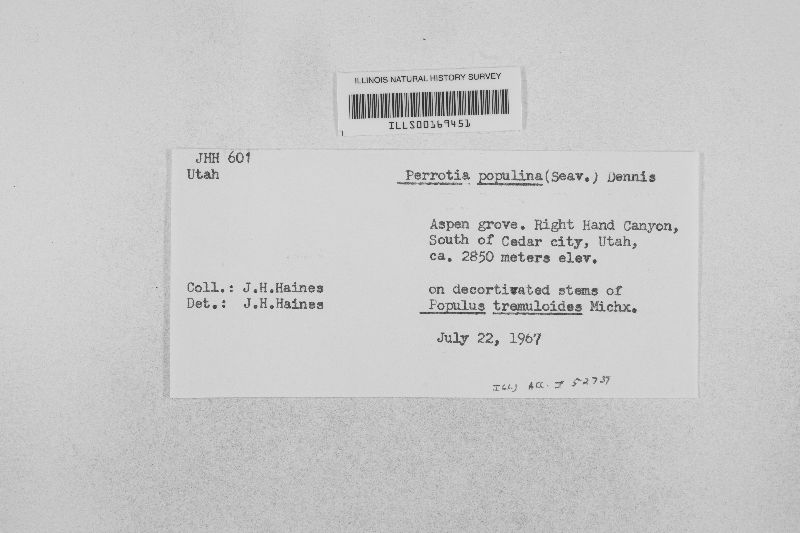 ILLINOIS NATURAL HISTORY SURVEY
ILLS00169451
JHH 601
Utah
Perrotia populina (Seav.) Dennis
Aspen grove. Right Hand Canyon,
South of Cedar city, Utah,
ca. 2850 meters elev.
Coll.: J.H.Haines
Det.: J.H.Haines
on decortivated stems of
Populus tremuloides Michx.
July 22, 1967
Acc.